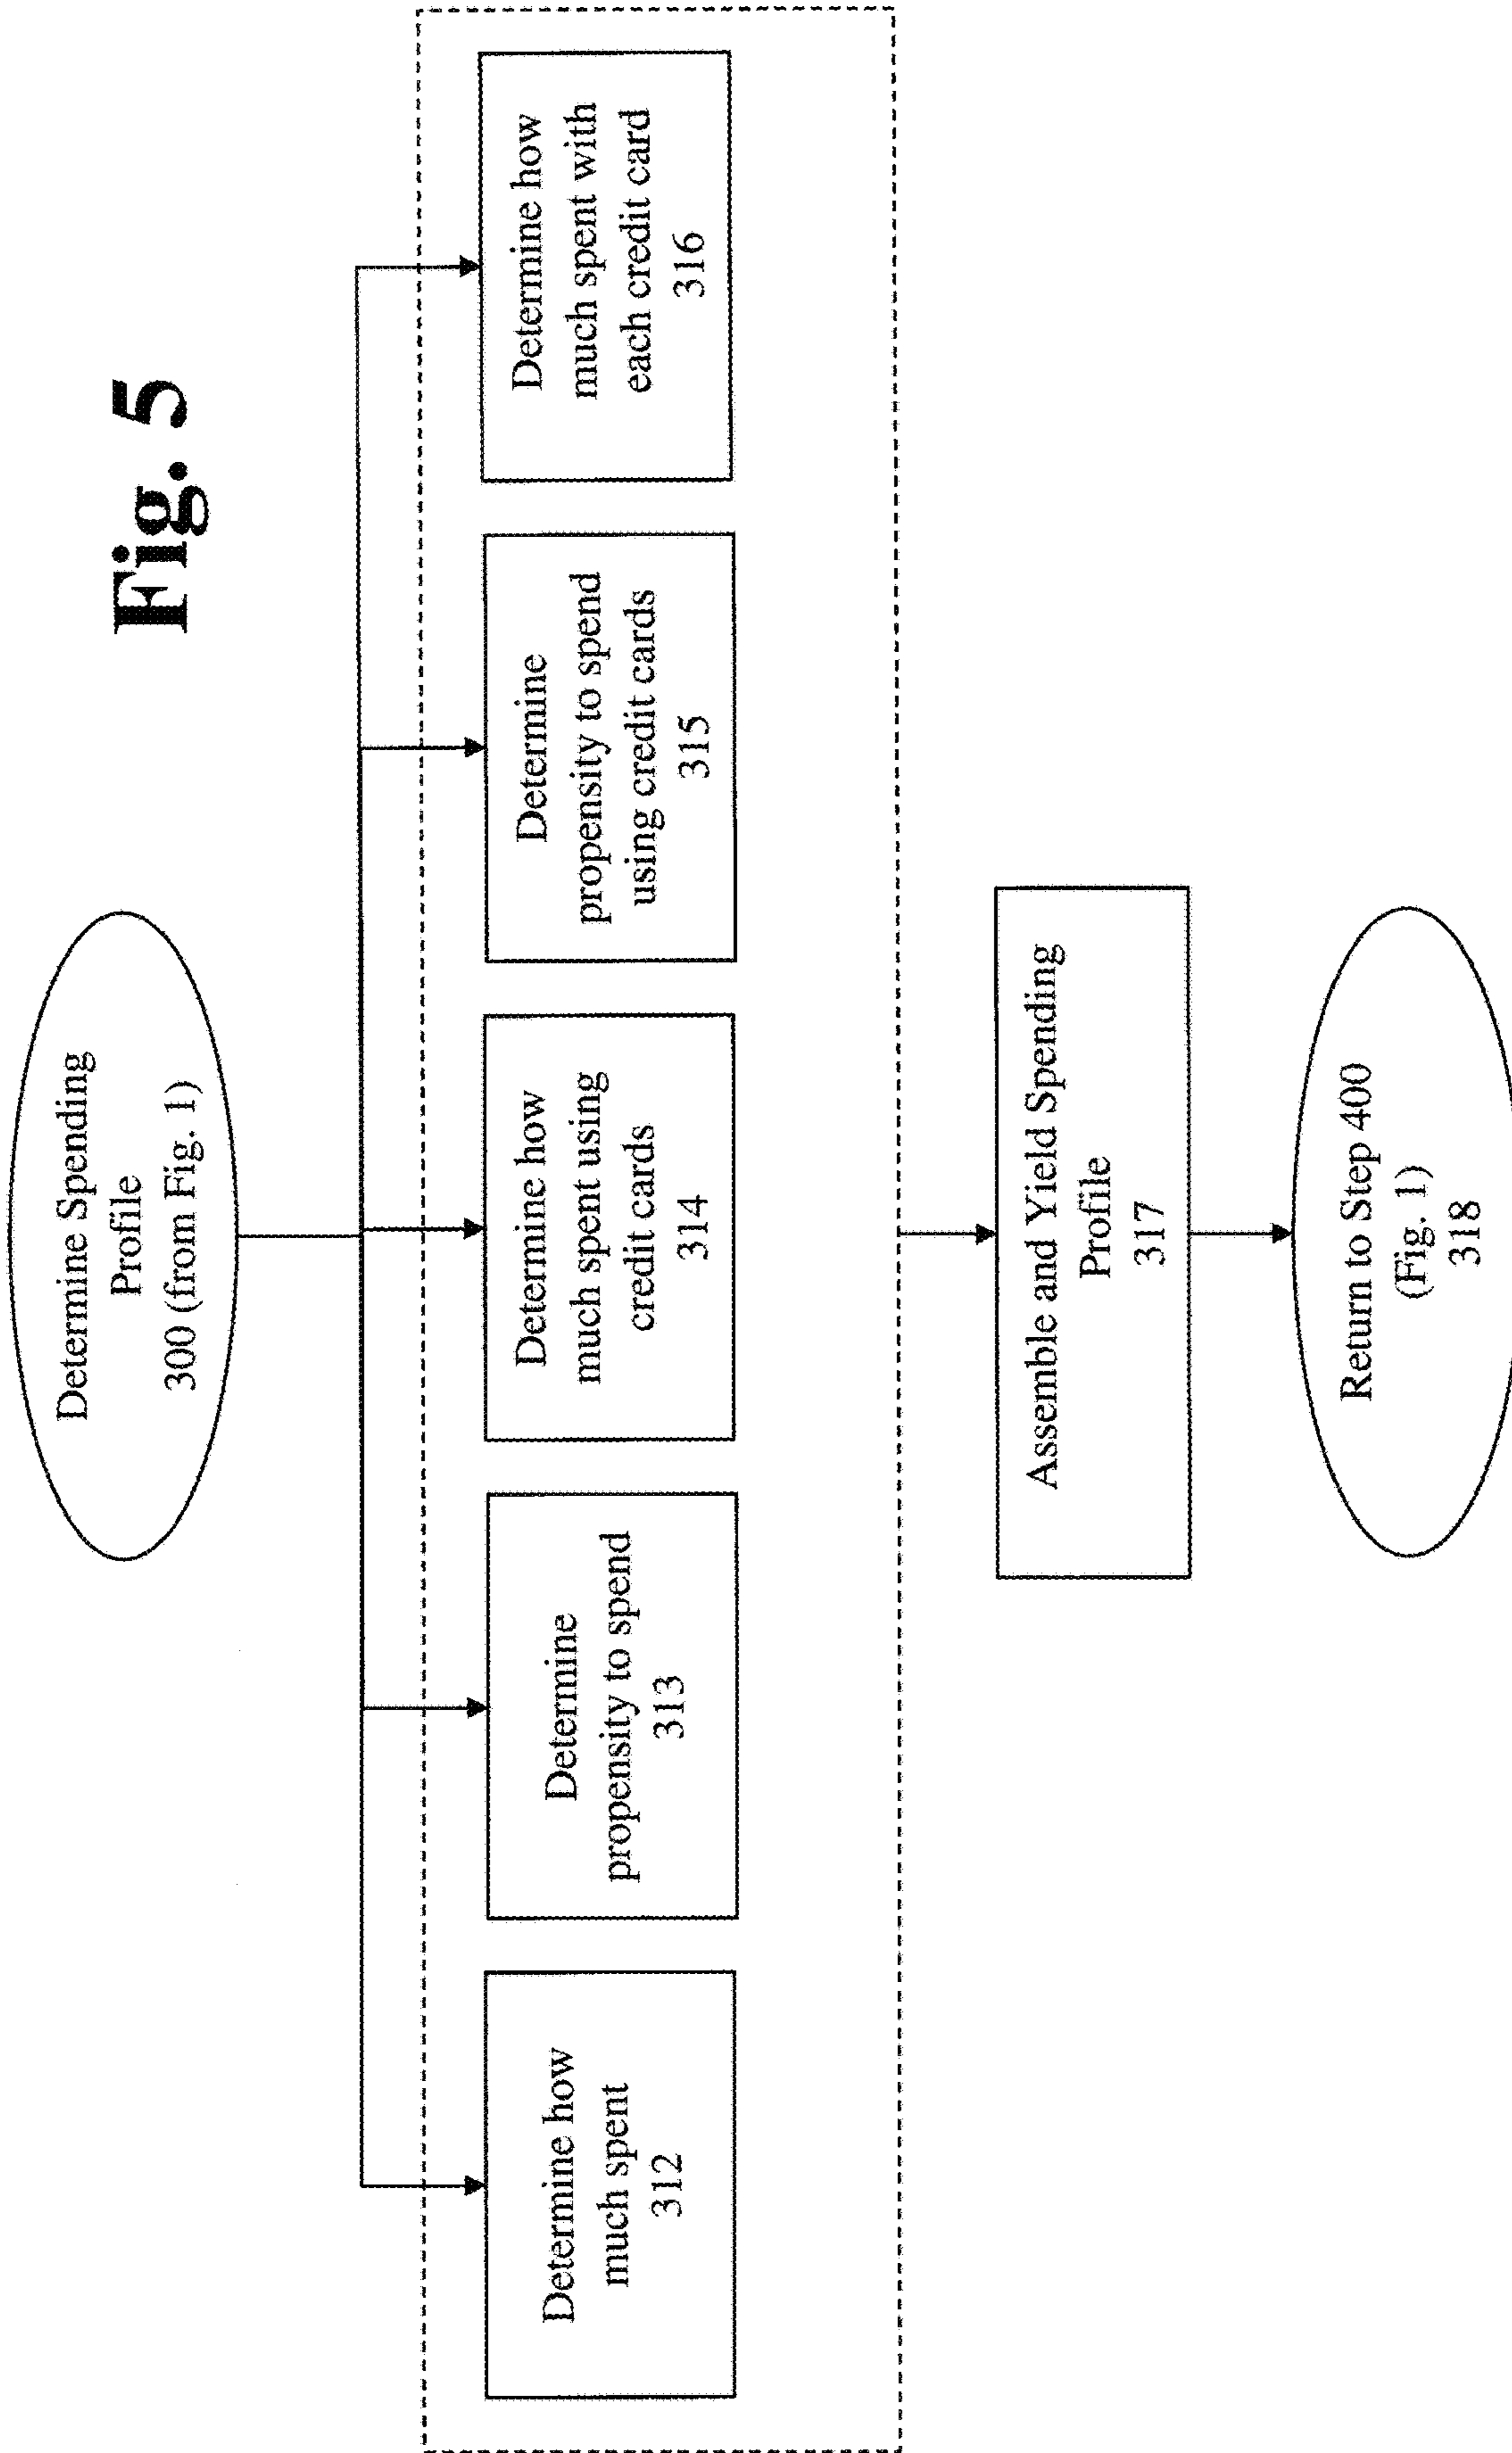 Fig. 5
Determine Spending
Profile
300 (from Fig. 1)
Determine how
much spent
312
Determine
propensity to spend
313
Determine how
much spent using
credit cards
314
Determine
propensity to spend
using credit cards
315
Determine how
much spent with
each credit card
316
Assemble and Yield Spending
Profile
317
Return to Step 400
(Fig. 1)
318